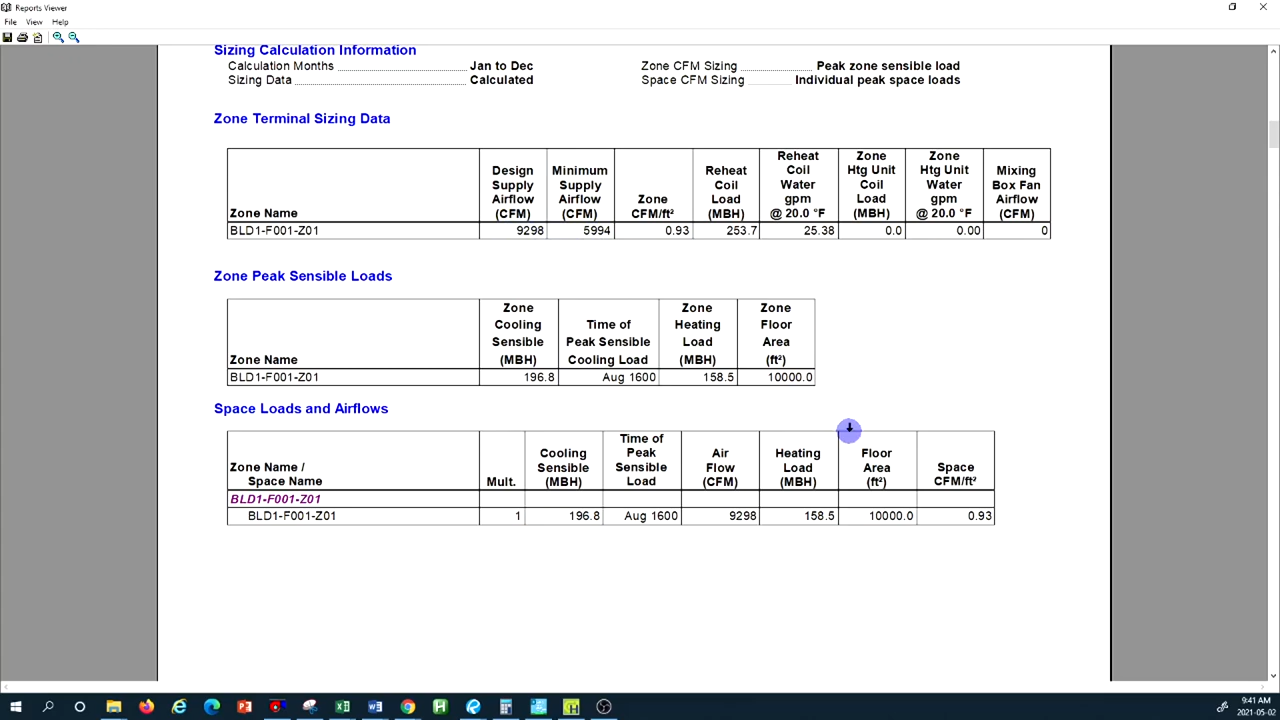 Reports Viewer
File View Help
Sizing Calculation Information
Calculation Months Jan to Dec Zone CFM Sizing Peak zone sensible load
Sizing Data Calculated Space CFM Sizing Individual peak space loads
Zone Terminal Sizing Data
Zone Name Design Supply Airflow (CFM) Minimum Supply Airflow (CFM) Zone CFM/ft² Reheat Coil Load (MBH) Reheat Coil Water gpm @ 20.0 °F Zone Htg Unit Coil Load (MBH) Zone Htg Unit Water gpm @ 20.0 °F Mixing Box Fan Airflow (CFM)
BLD1-F001-Z01 9298 5994 0.93 253.7 25.38 0.0 0.00 0
Zone Peak Sensible Loads
Zone Name Zone Cooling Sensible (MBH) Time of Peak Sensible Cooling Load Zone Heating Load (MBH) Zone Floor Area (ft²)
BLD1-F001-Z01 196.8 Aug 1600 158.5 10000.0
Space Loads and Airflows
Zone Name / Space Name Mult. Cooling Sensible (MBH) Time of Peak Sensible Load Air Flow (CFM) Heating Load (MBH) Floor Area (ft²) Space CFM/ft²
BLD1-F001-Z01
BLD1-F001-Z01 1 196.8 Aug 1600 9298 158.5 10000.0 0.93
9:41 AM
2021-05-02